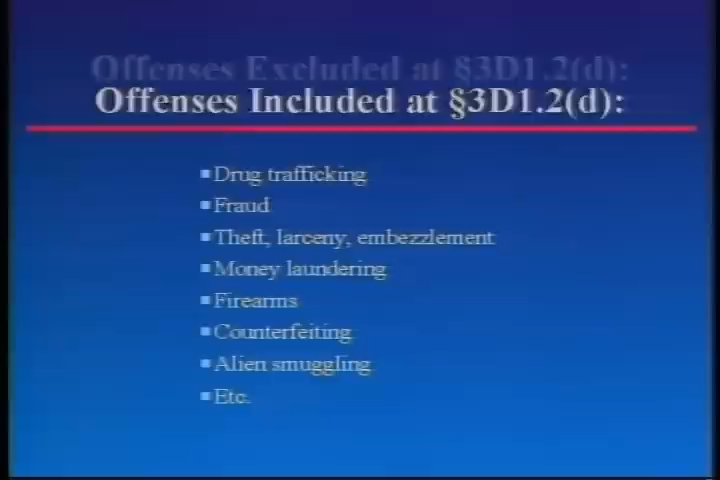 Offenses Excluded at §3D1.2(d):
Offenses Included at §3D1.2(d):
Drug trafficking
Fraud
Theft, larceny, embezzlement
Money laundering
Firearms
Counterfeiting
Alien smuggling
Etc.